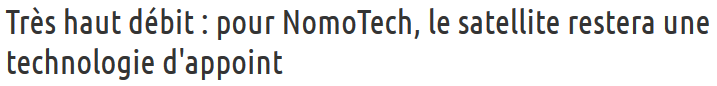 Très haut débit : pour NomoTech, le satellite restera une
technologie d'appoint